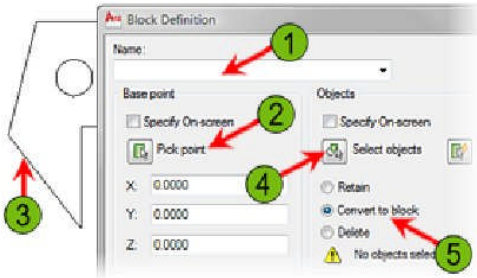 Block Definition
Name:
1
Base point
Specify On-screen
2
Pick point
X: 0.0000
Y: 0.0000
Z: 0.0000
3
Objects
Specify On-screen
4
Select objects
Retain
Convert to block
Delete
5
No objects selec